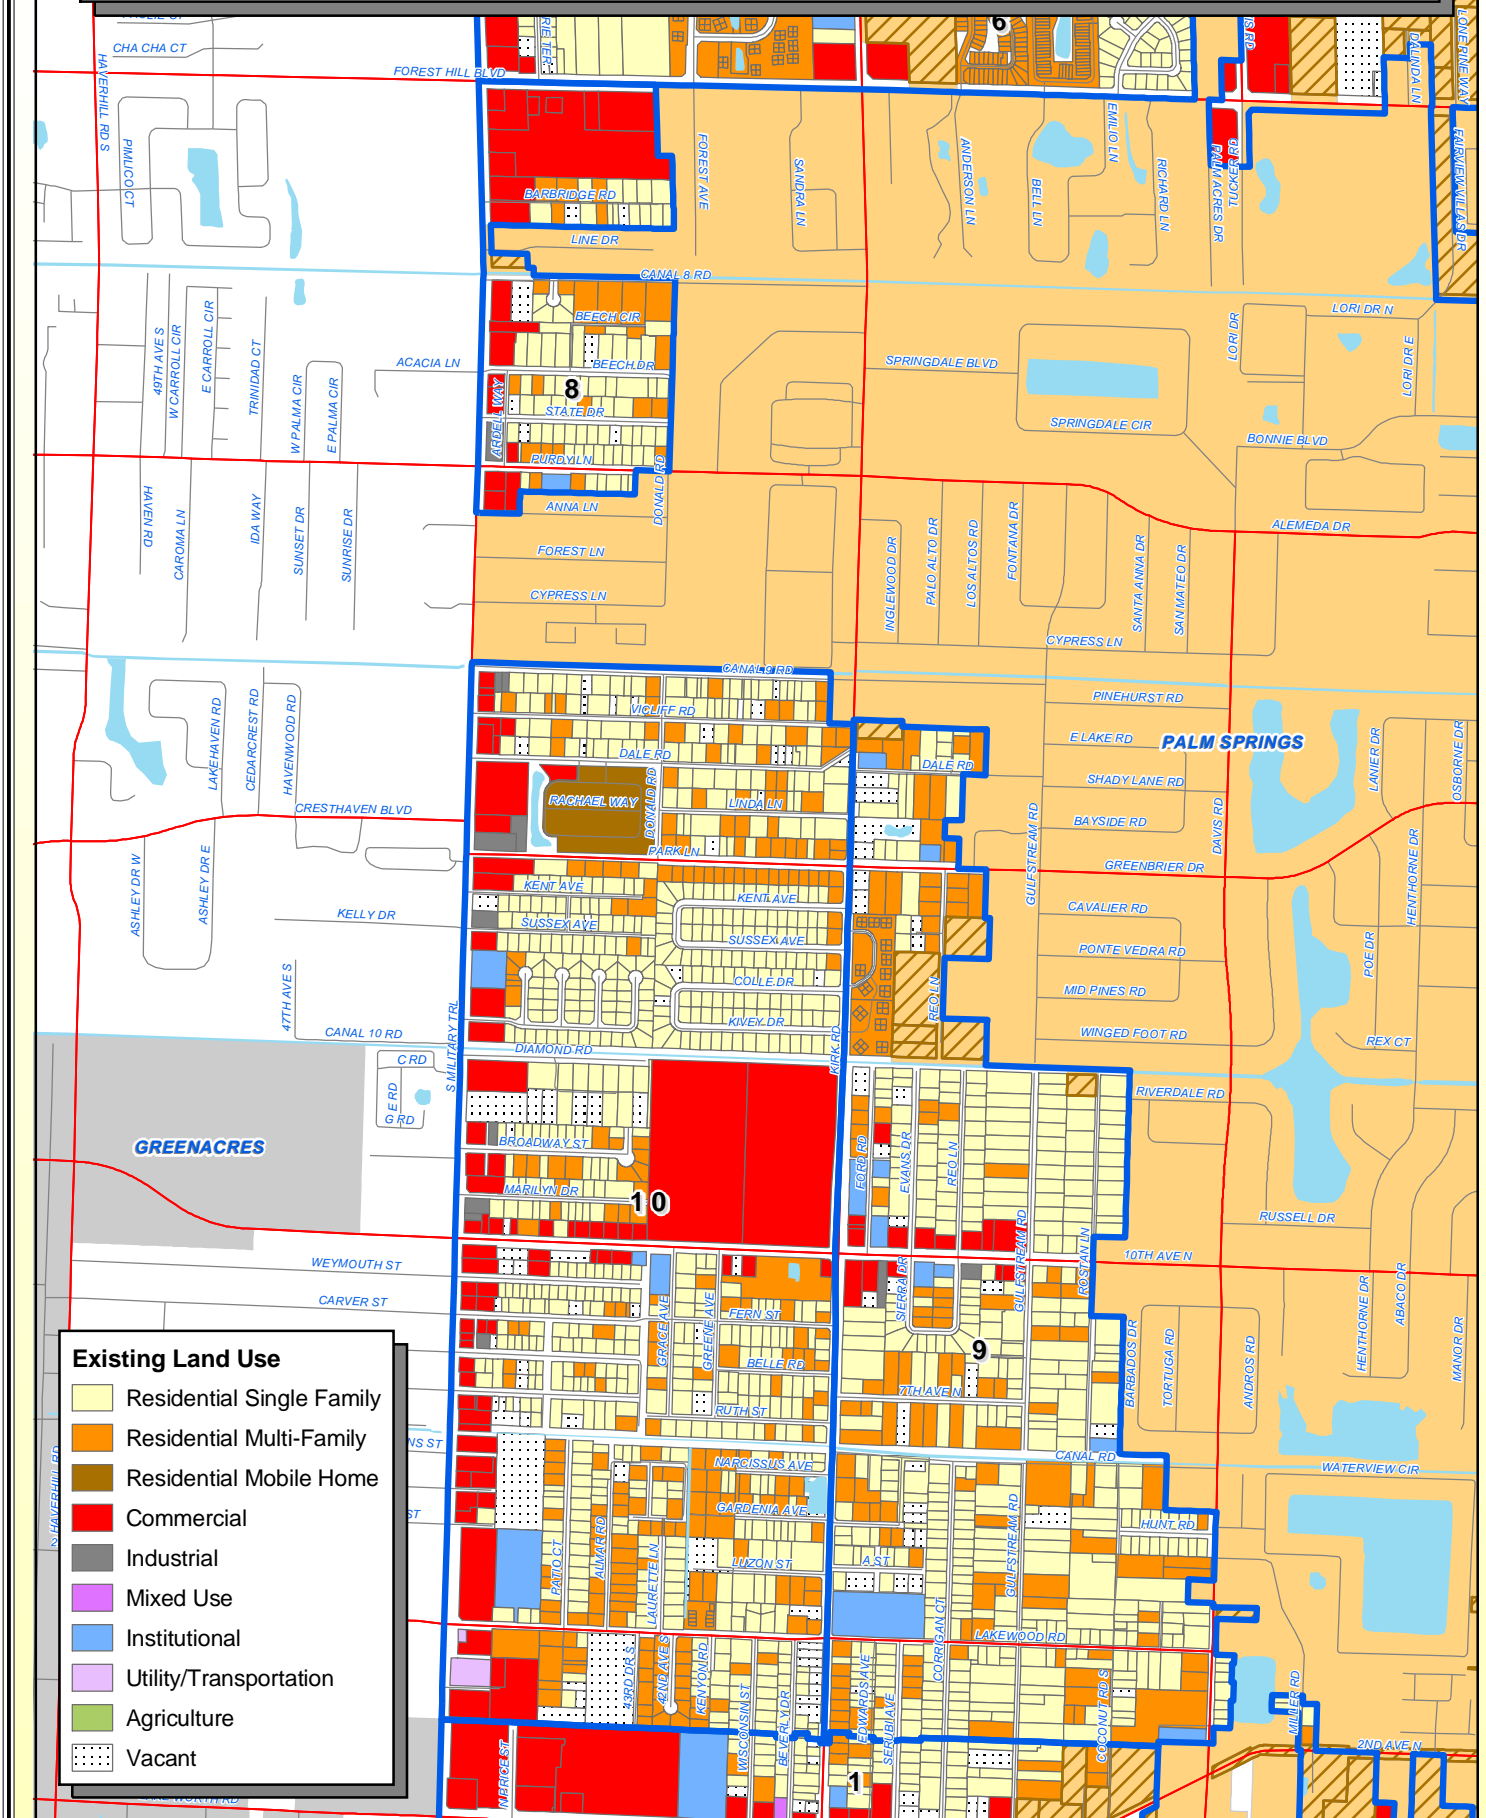 6
CHA CHA CT
FOREST HILL BLVD
HAVERHILL RD S
PIMLICO CT
DALINDA LN
LONE PINE WAY
FAIRVIEW VILLAS DR
BARBRIDGE RD
LINE DR
CANAL 8 RD
FOREST AVE
SANDRA LN
ANDERSON LN
BELL LN
EMILIO LN
RICHARD LN
PALM ACRES DR
TUCKER RD
BEECH CIR
BEECH DR
8
STATE DR
ARDELL WAY
PURDY LN
ANNA LN
DONALD RD
FOREST LN
CYPRESS LN
49TH AVE S
W CARROLL CIR
E CARROLL CIR
TRINIDAD CT
W PALMA CIR
E PALMA CIR
ACACIA LN
SPRINGDALE BLVD
SPRINGDALE CIR
LORI DR
LORI DR N
LORI DR E
BONNIE BLVD
ALEMEDA DR
HAVEN RD
CAROMA LN
IDA WAY
SUNSET DR
SUNRISE DR
INGLEWOOD DR
PALO ALTO DR
LOS ALTOS RD
FONTANA DR
SANTA ANNA DR
SAN MATEO DR
CYPRESS LN
CANAL 9 RD
VICLIFF RD
DALE RD
DALE RD
RACHAEL WAY
DONALD RD
LINDA LN
PARK LN
LAKEHAVEN RD
CEDARCREST RD
HAVENWOOD RD
CRESTHAVEN BLVD
PINEHURST RD
E LAKE RD
PALM SPRINGS
SHADY LANE RD
BAYSIDE RD
GREENBRIER DR
GULFSTREAM RD
DAVIS RD
LANIER DR
OSBORNE DR
HENTHORNE DR
ASHLEY DR W
ASHLEY DR E
KELLY DR
47TH AVE S
CANAL 10 RD
KENT AVE
KENT AVE
SUSSEX AVE
SUSSEX AVE
COLLE DR
KIVEY DR
DIAMOND RD
KIRK RD
REO LN
CAVALIER RD
PONTE VEDRA RD
MID PINES RD
WINGED FOOT RD
POE DR
REX CT
S MILITARY TRL
C RD
E RD
G RD
GREENACRES
BROADWAY ST
MARILYN DR
10
FORD RD
EVANS DR
REO LN
GULFSTREAM RD
ROSTAN LN
RIVERDALE RD
RUSSELL DR
10TH AVE N
WEYMOUTH ST
CARVER ST
GRACE AVE
GREENE AVE
FERN ST
BELLE RD
RUTH ST
SIERRA DR
9
7TH AVE N
BARBADOS DR
TORTUGA RD
ANDROS RD
HENTHORNE DR
ABACO DR
MANOR DR
CANAL RD
WATERVIEW CIR
NARCISSUS AVE
GARDENIA AVE
LUZON ST
A ST
PATIO CT
ALMAR RD
LAURETTE LN
HUNT RD
GULFSTREAM RD
CORRIGAN CT
LAKEWOOD RD
43RD DR S
42ND AVE S
KENYON RD
WISCONSIN ST
BEVERLY DR
EDWARDS AVE
SERUBI AVE
COCONUT RD S
MILLER RD
2ND AVE N
N PRICE ST
1
Existing Land Use
Residential Single Family
Residential Multi-Family
Residential Mobile Home
Commercial
Industrial
Mixed Use
Institutional
Utility/Transportation
Agriculture
Vacant